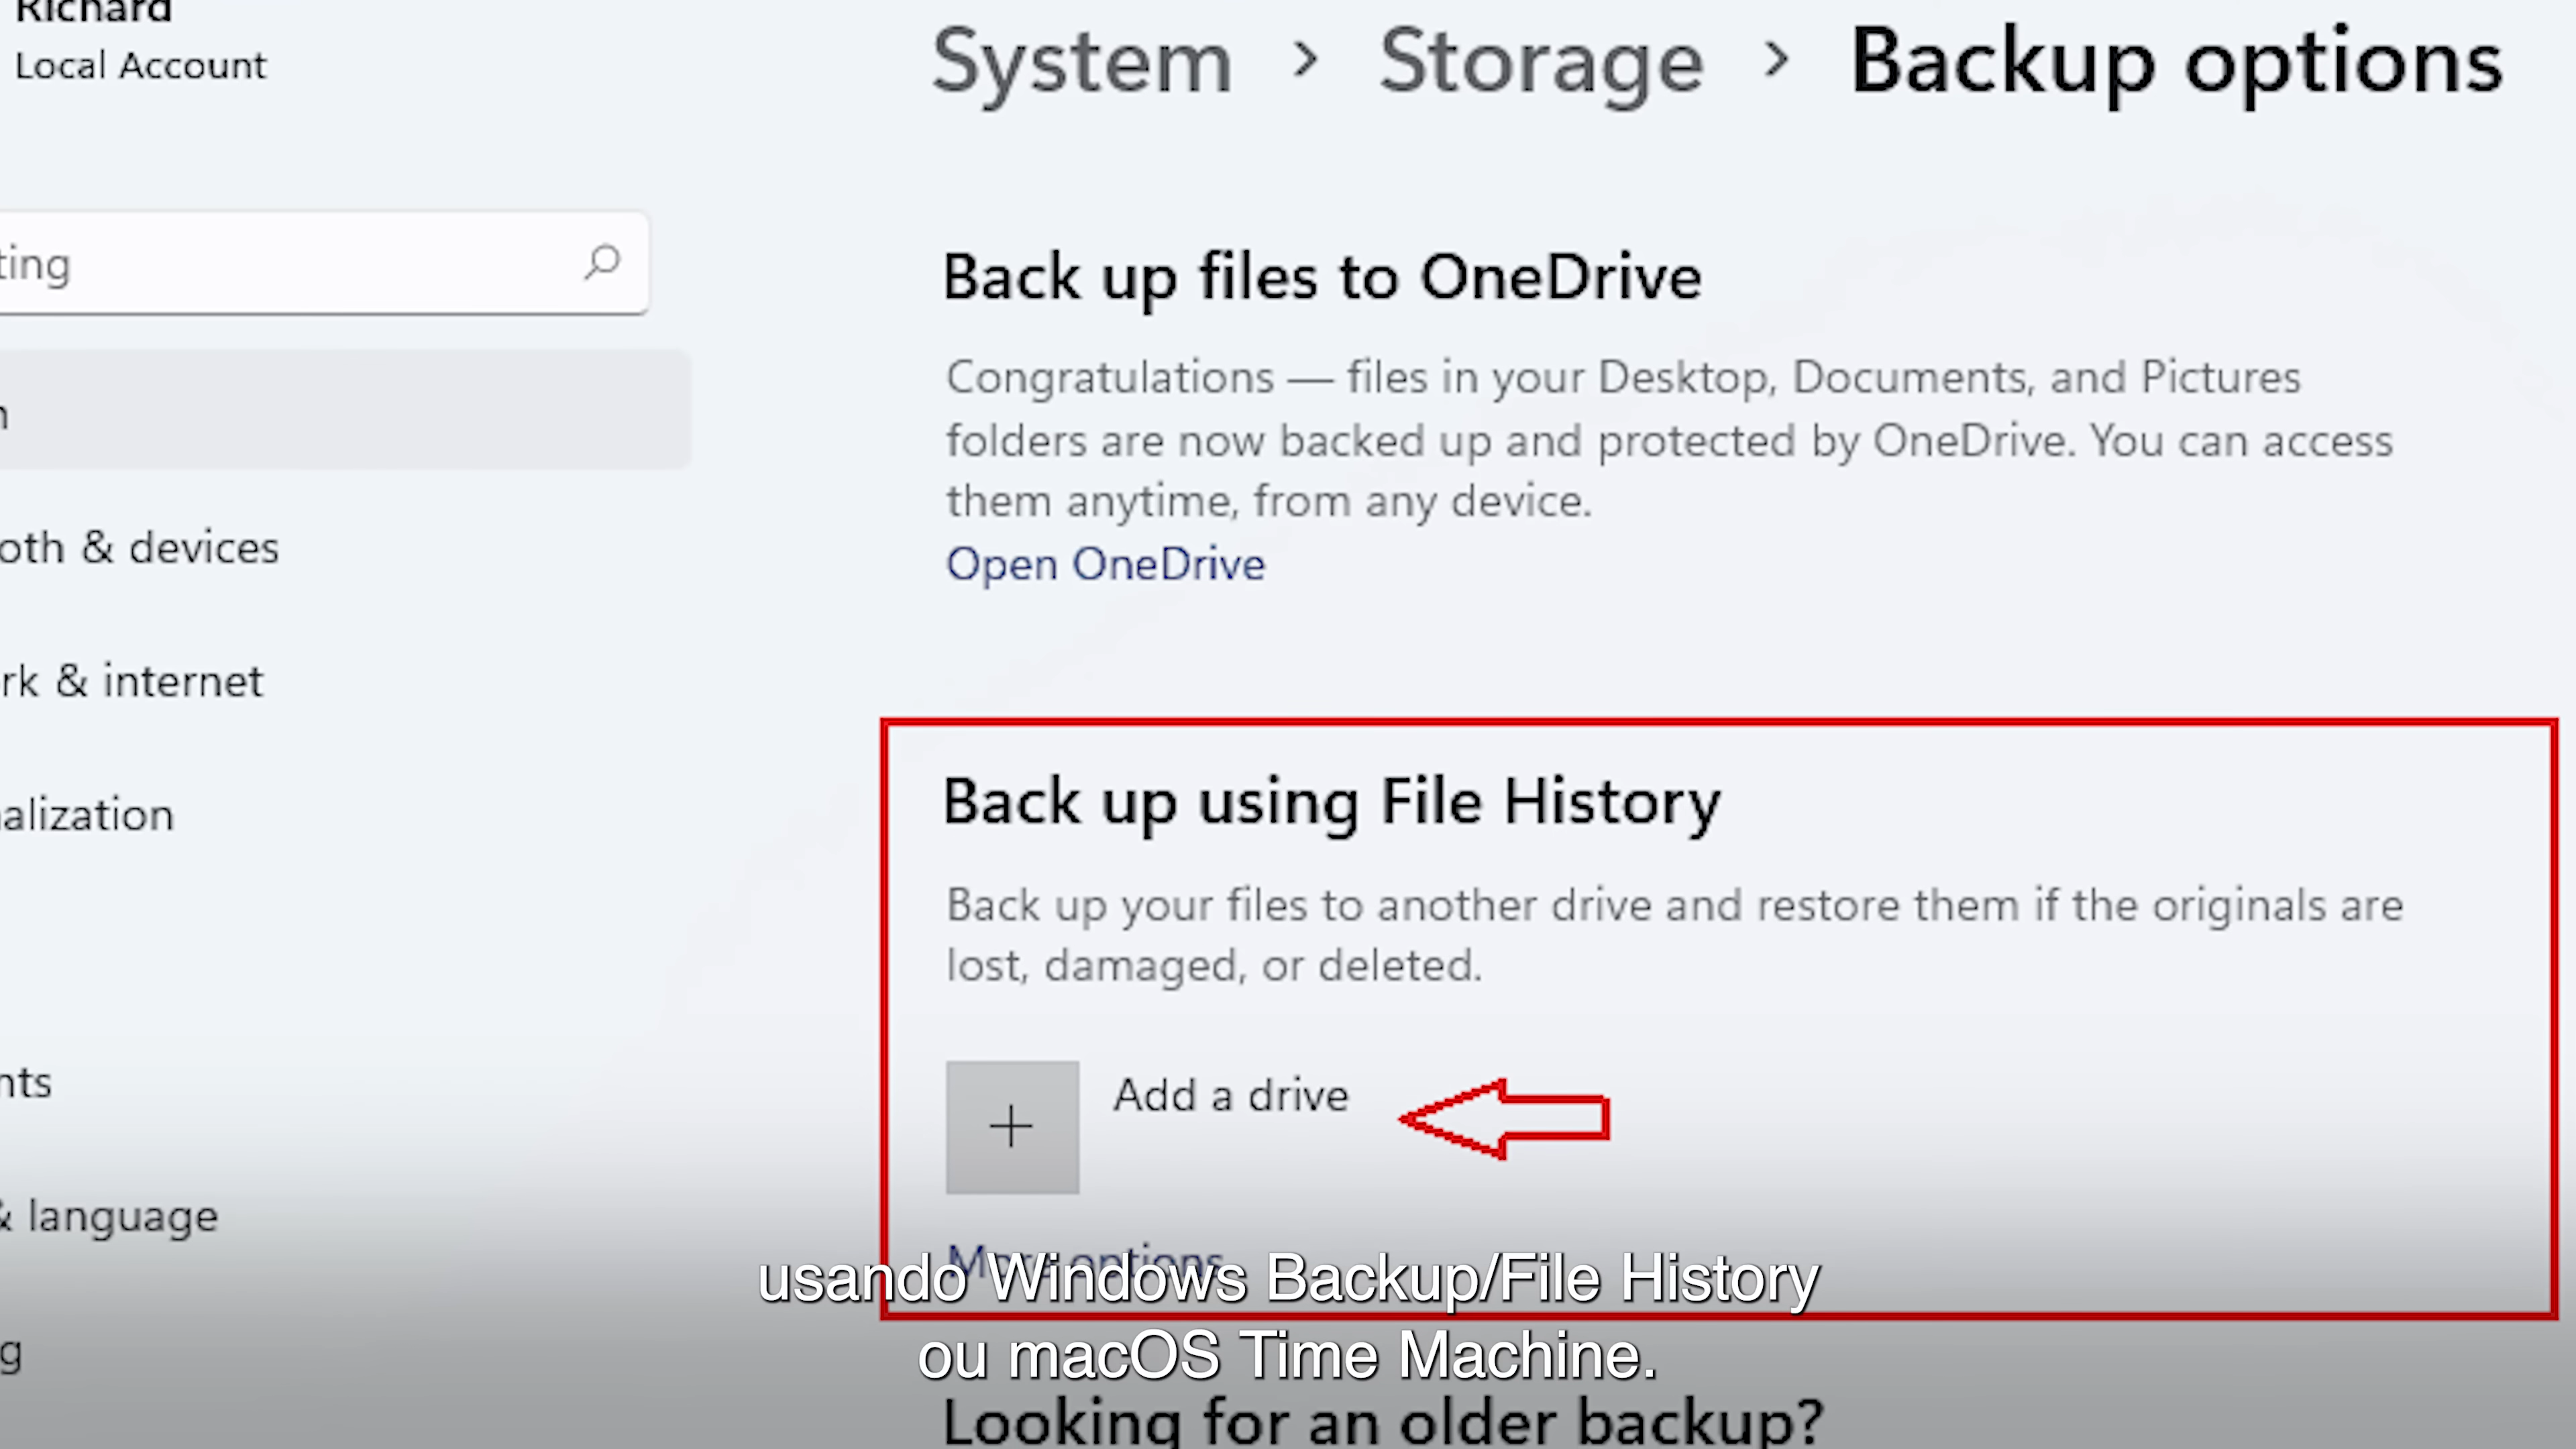 Richard
Local Account
System > Storage > Backup options
ting
oth & devices
rk & internet
alization
nts
& language
g
Back up files to OneDrive
Congratulations — files in your Desktop, Documents, and Pictures
folders are now backed up and protected by OneDrive. You can access
them anytime, from any device.
Open OneDrive
Back up using File History
Back up your files to another drive and restore them if the originals are
lost, damaged, or deleted.
+ Add a drive
More options
usando Windows Backup/File History
ou macOS Time Machine.
Looking for an older backup?